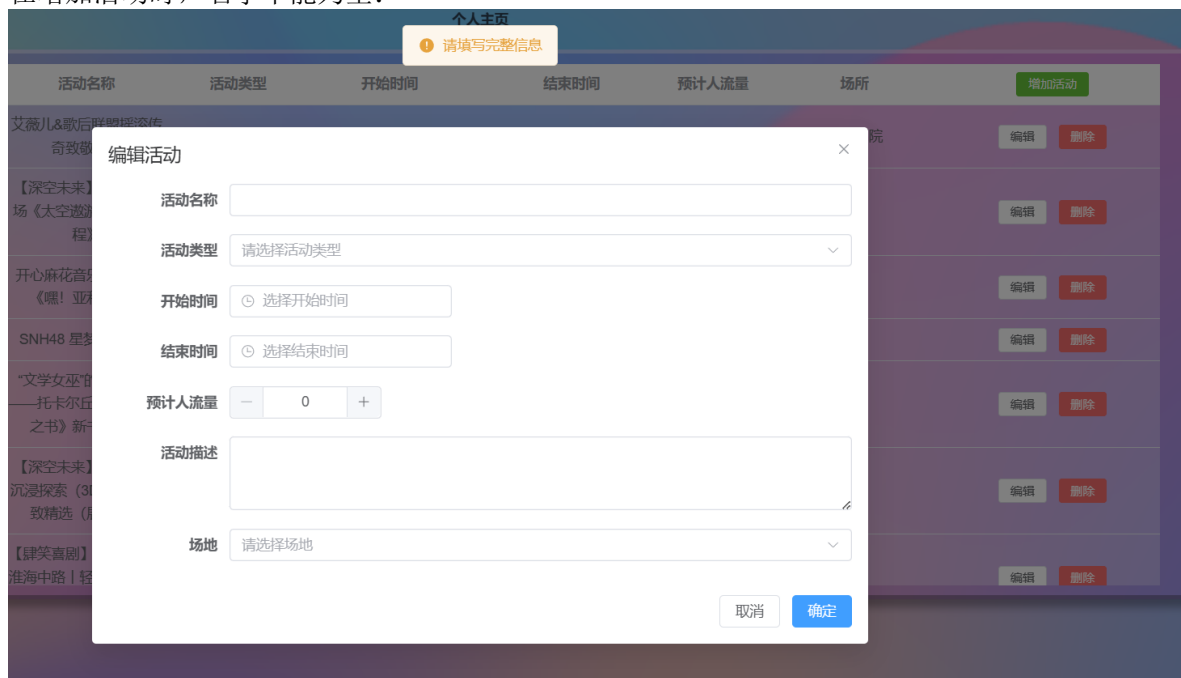 个人主页
请填写完整信息
活动名称 活动类型 开始时间 结束时间 预计人流量 场所 增加活动
艾薇儿&歌后联盟摇滚传
奇致敬
院
编辑 删除
编辑活动
活动名称
【深空未来】
场《太空遨游
程》
编辑 删除
活动类型 请选择活动类型
开心麻花音乐
《嘿！亚
编辑 删除
开始时间 选择开始时间
SNH48 星梦
编辑 删除
结束时间 选择结束时间
“文学女巫”的
——托卡尔丘
之书》新
编辑 删除
预计人流量 0
活动描述
【深空未来】
沉浸探索（3
致精选（
编辑 删除
场地 请选择场地
【肆笑喜剧】
淮海中路丨轻
编辑 删除
取消 确定